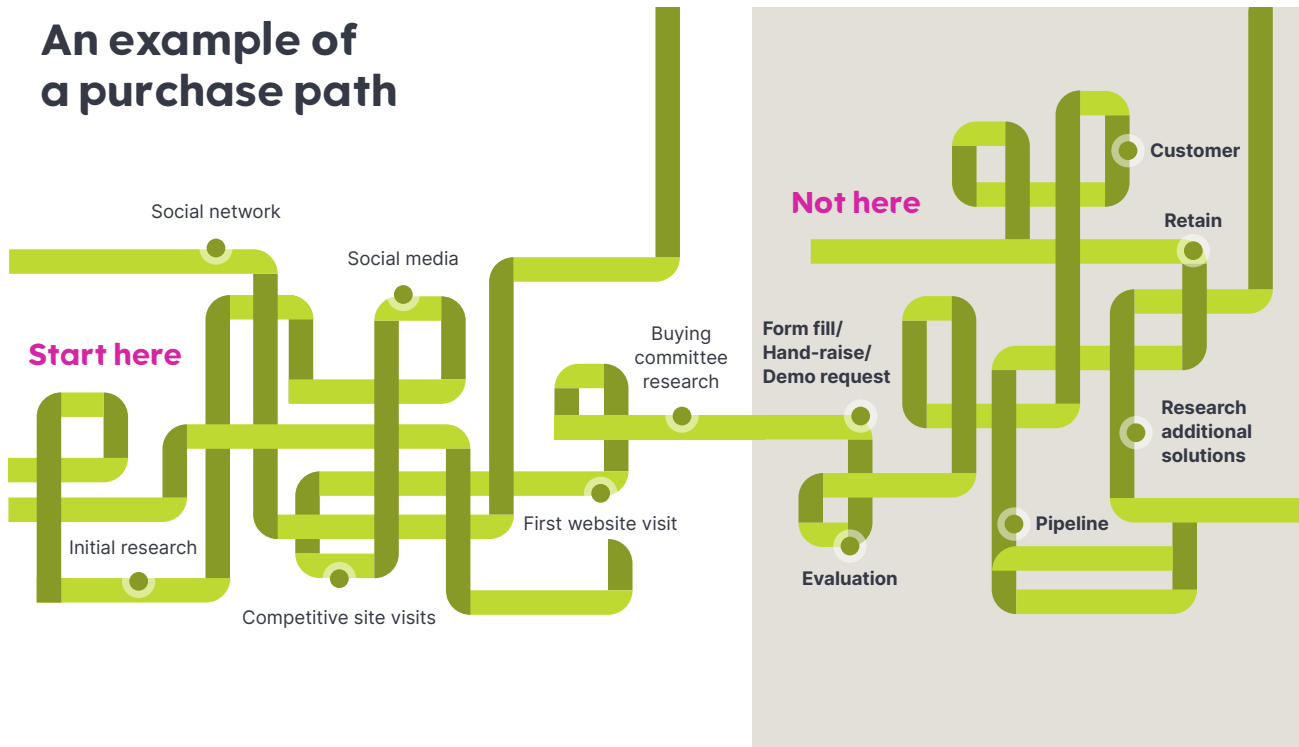 An example of
a purchase path
Social network
Social media
Start here
Initial research
Competitive site visits
First website visit
Buying
committee
research
Not here
Form fill/
Hand-raise/
Demo request
Evaluation
Customer
Retain
Research
additional
solutions
Pipeline